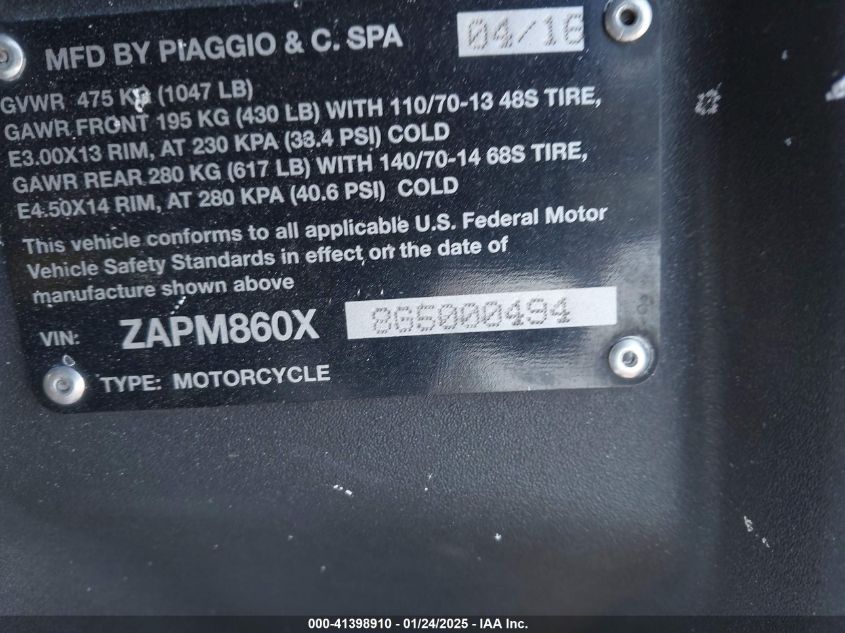 MFD BY PIAGGIO & C. SPA 04/16
GVWR 475 KG (1047 LB)
GAWR FRONT 195 KG (430 LB) WITH 110/70-13 48S TIRE,
E3.00X13 RIM, AT 230 KPA (33.4 PSI) COLD
GAWR REAR 280 KG (617 LB) WITH 140/70-14 68S TIRE,
E4.50X14 RIM, AT 280 KPA (40.6 PSI) COLD
This vehicle conforms to all applicable U.S. Federal Motor
Vehicle Safety Standards in effect on the date of
manufacture shown above
VIN: ZAPM860X 8G5000494
TYPE: MOTORCYCLE
000-41398910 - 01/24/2025 - IAA Inc.